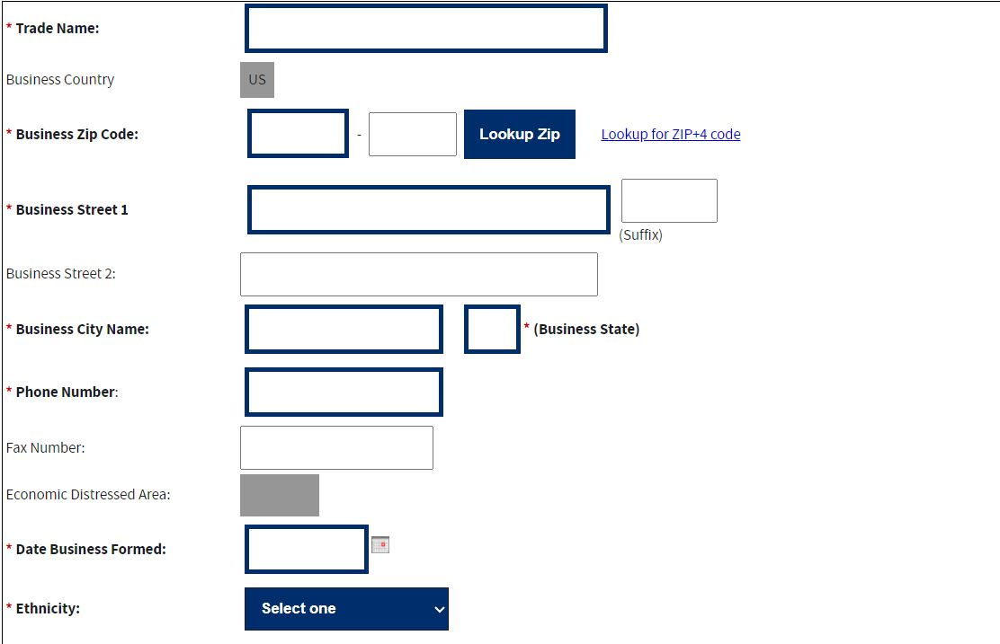 * Trade Name:
Business Country US
* Business Zip Code: - Lookup Zip Lookup for ZIP+4 code
* Business Street 1
(Suffix)
Business Street 2:
* Business City Name: * (Business State)
* Phone Number:
Fax Number:
Economic Distressed Area:
* Date Business Formed:
* Ethnicity: Select one